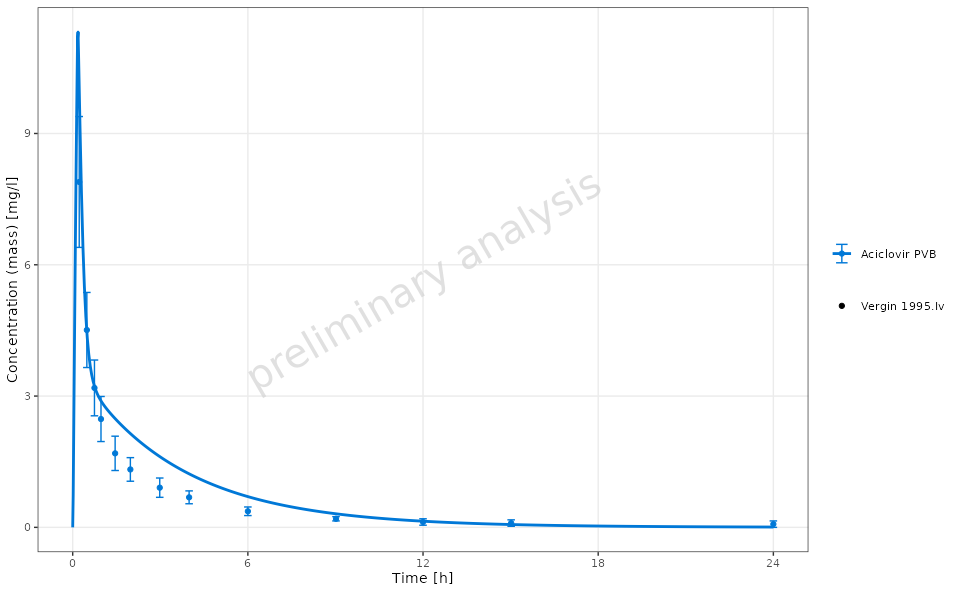 Concentration (mass) [mg/l]
9
6
3
0
preliminary analysis
0 6 12 18 24
Time [h]
Aciclovir PVB
Vergin 1995.Iv